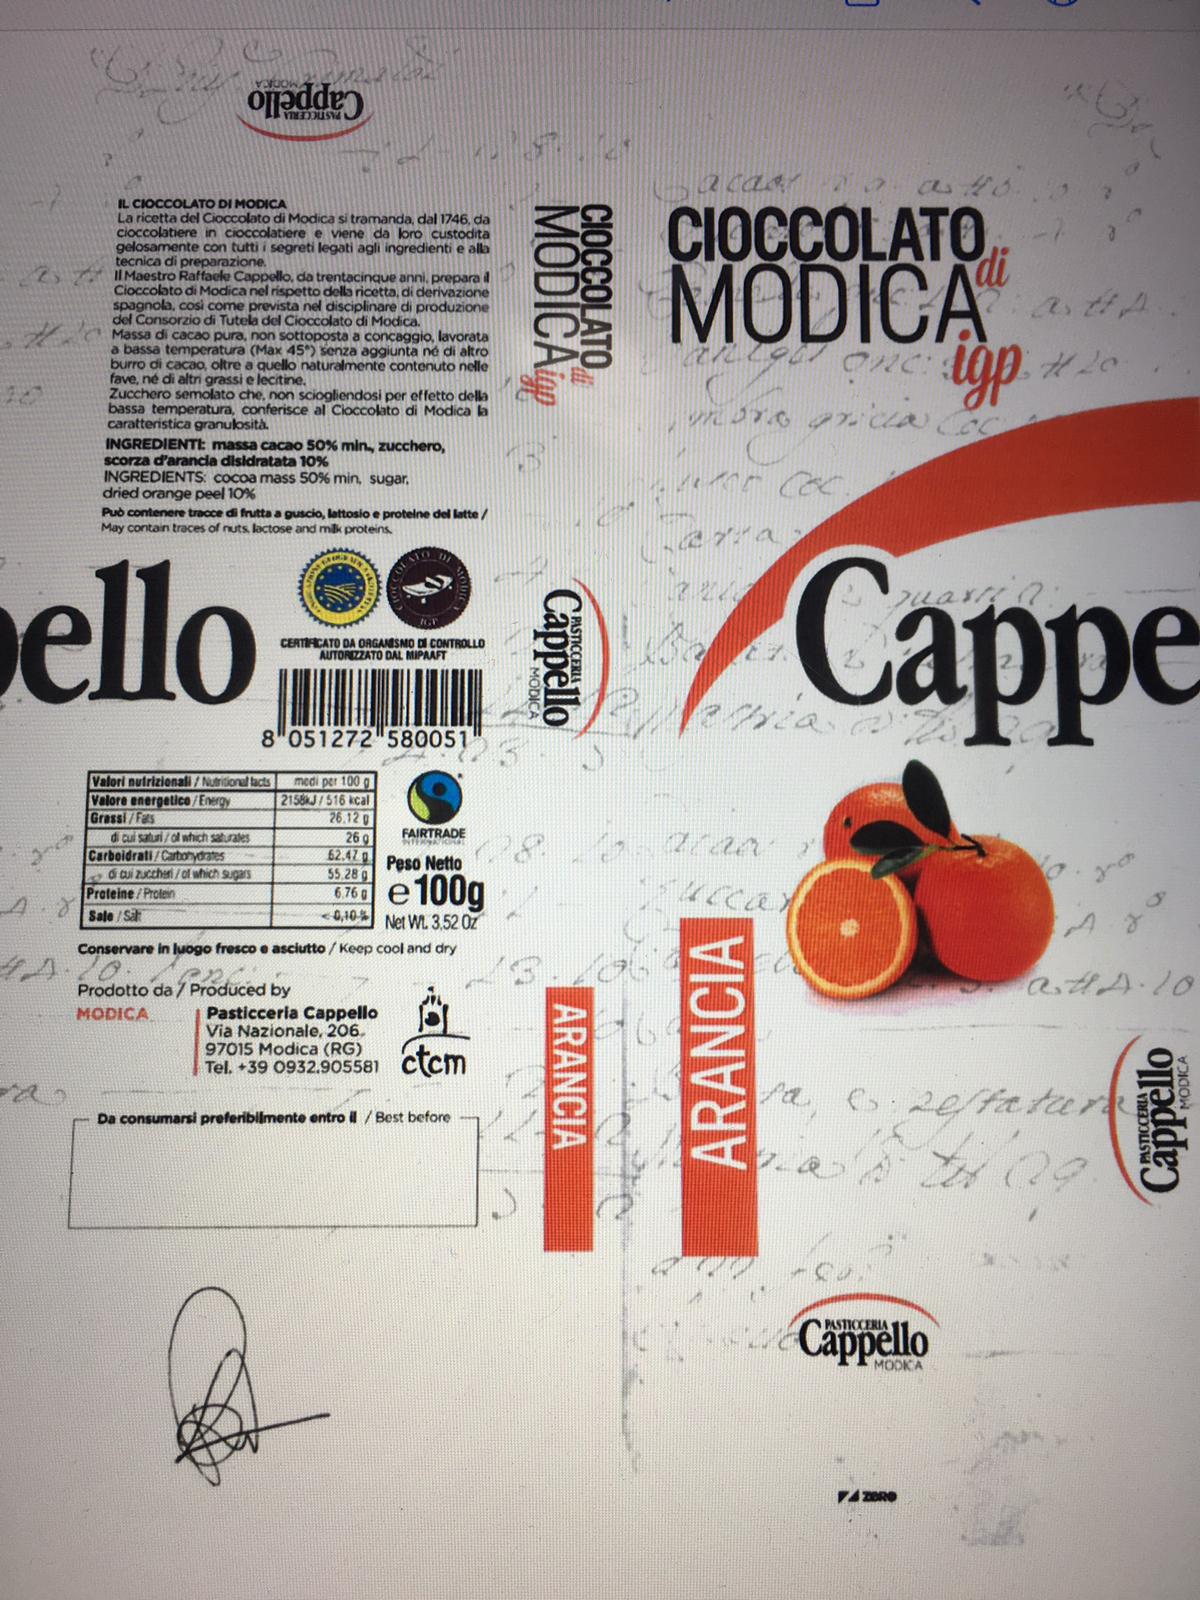 PASTICCERIA
Cappello
MODICA
IL CIOCCOLATO DI MODICA
La ricetta del Cioccolato di Modica si tramanda, dal 1746, da
cioccolatiere in cioccolatiere e viene da loro custodita
gelosamente con tutti i segreti legati agli ingredienti e alla
tecnica di preparazione.
Il Maestro Raffaele Cappello, da trentacinque anni, prepara il
Cioccolato di Modica nel rispetto della ricetta, di derivazione
spagnola, così come prevista nel disciplinare di produzione
del Consorzio di Tutela del Cioccolato di Modica.
Massa di cacao pura, non sottoposta a concaggio, lavorata
a bassa temperatura (Max 45°) senza aggiunta né di altro
burro di cacao, oltre a quello naturalmente contenuto nelle
fave, né di altri grassi e lecitine.
Zucchero semolato che, non sciogliendosi per effetto della
bassa temperatura, conferisce al Cioccolato di Modica la
caratteristica granulosità.
INGREDIENTI: massa cacao 50% min., zucchero,
scorza d'arancia disidratata 10%
INGREDIENTS: cocoa mass 50% min, sugar,
dried orange peel 10%
Può contenere tracce di frutta a guscio, lattosio e proteine del latte /
May contain traces of nuts, lactose and milk proteins.
pello
CIOCCOLATO DI MODICA
IGP
CERTIFICATO DA ORGANISMO DI CONTROLLO
AUTORIZZATO DAL MIPAAFT
8 051272 580051
Valori nutrizionali / Nutritional facts medi per 100 g
Valore energetico / Energy 2158kJ / 516 kcal
Grassi / Fats 26,12 g
di cui saturi / of which saturates 26 g
Carboidrati / Carbohydrates 62.47 g
di cui zuccheri / of which sugars 55,28 g
Proteine / Protein 6.76 g
Sale / Salt < 0,10 %
FAIRTRADE
INTERNATIONAL
Peso Netto
e 100g
Net Wt. 3,52 Oz
Conservare in luogo fresco e asciutto / Keep cool and dry
Prodotto da / Produced by
MODICA
Pasticceria Cappello
Via Nazionale, 206
97015 Modica (RG)
Tel. +39 0932.905581
ctcm
Da consumarsi preferibilmente entro il / Best before
CIOCCOLATO di
MODICA igp
PASTICCERIA
Cappello
MODICA
ARANCIA
CIOCCOLATO
di
MODICA
igp
Cappe
ARANCIA
PASTICCERIA
Cappello
MODICA
PASTICCERIA
Cappello
MODICA
ZERO